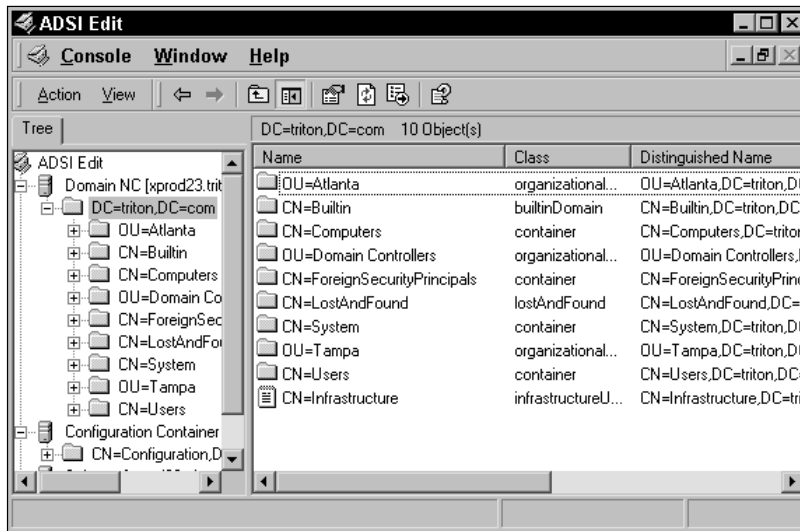 ADSI Edit
Console Window Help
Action View
Tree
DC=triton,DC=com 10 Object(s)
ADSI Edit
Domain NC [xprod23.trit
DC=triton,DC=com
OU=Atlanta
CN=Builtin
CN=Computers
OU=Domain Co
CN=ForeignSec
CN=LostAndFou
CN=System
OU=Tampa
CN=Users
Configuration Container
CN=Configuration,D
Name Class Distinguished Name
OU=Atlanta organizational... OU=Atlanta,DC=triton,D
CN=Builtin builtinDomain CN=Builtin,DC=triton,DC
CN=Computers container CN=Computers,DC=triton
OU=Domain Controllers organizational... OU=Domain Controllers,
CN=ForeignSecurityPrincipals container CN=ForeignSecurityPrin
CN=LostAndFound lostAndFound CN=LostAndFound,DC=
CN=System container CN=System,DC=triton,D
OU=Tampa organizational... OU=Tampa,DC=triton,D
CN=Users container CN=Users,DC=triton,DC
CN=Infrastructure infrastructureU... CN=Infrastructure,DC=tri